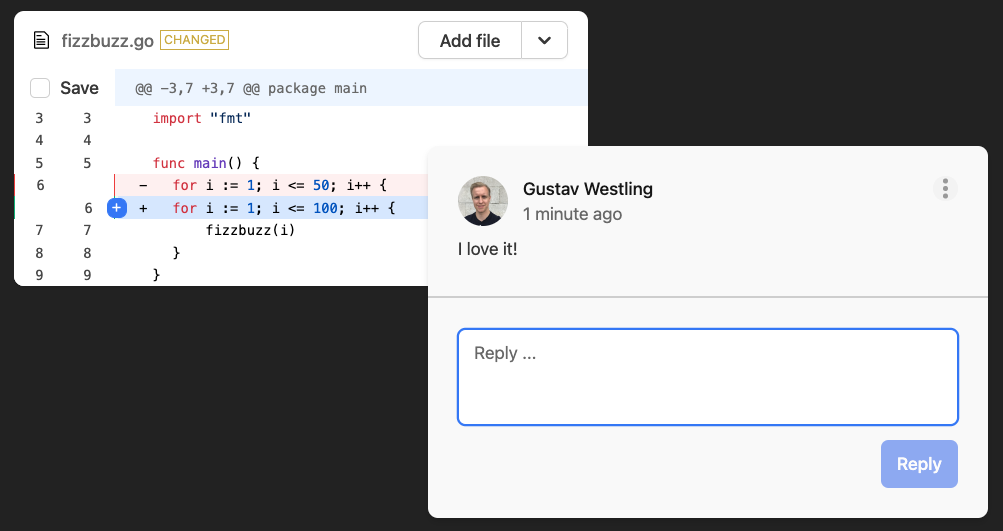 fizzbuzz.go CHANGED Add file
Save @@ -3,7 +3,7 @@ package main
3 3 import "fmt"
4 4
5 5 func main() {
6 - for i := 1; i <= 50; i++ {
6 + + for i := 1; i <= 100; i++ {
7 7 fizzbuzz(i)
8 8 }
9 9 }
Gustav Westling
1 minute ago
I love it!
Reply ...
Reply